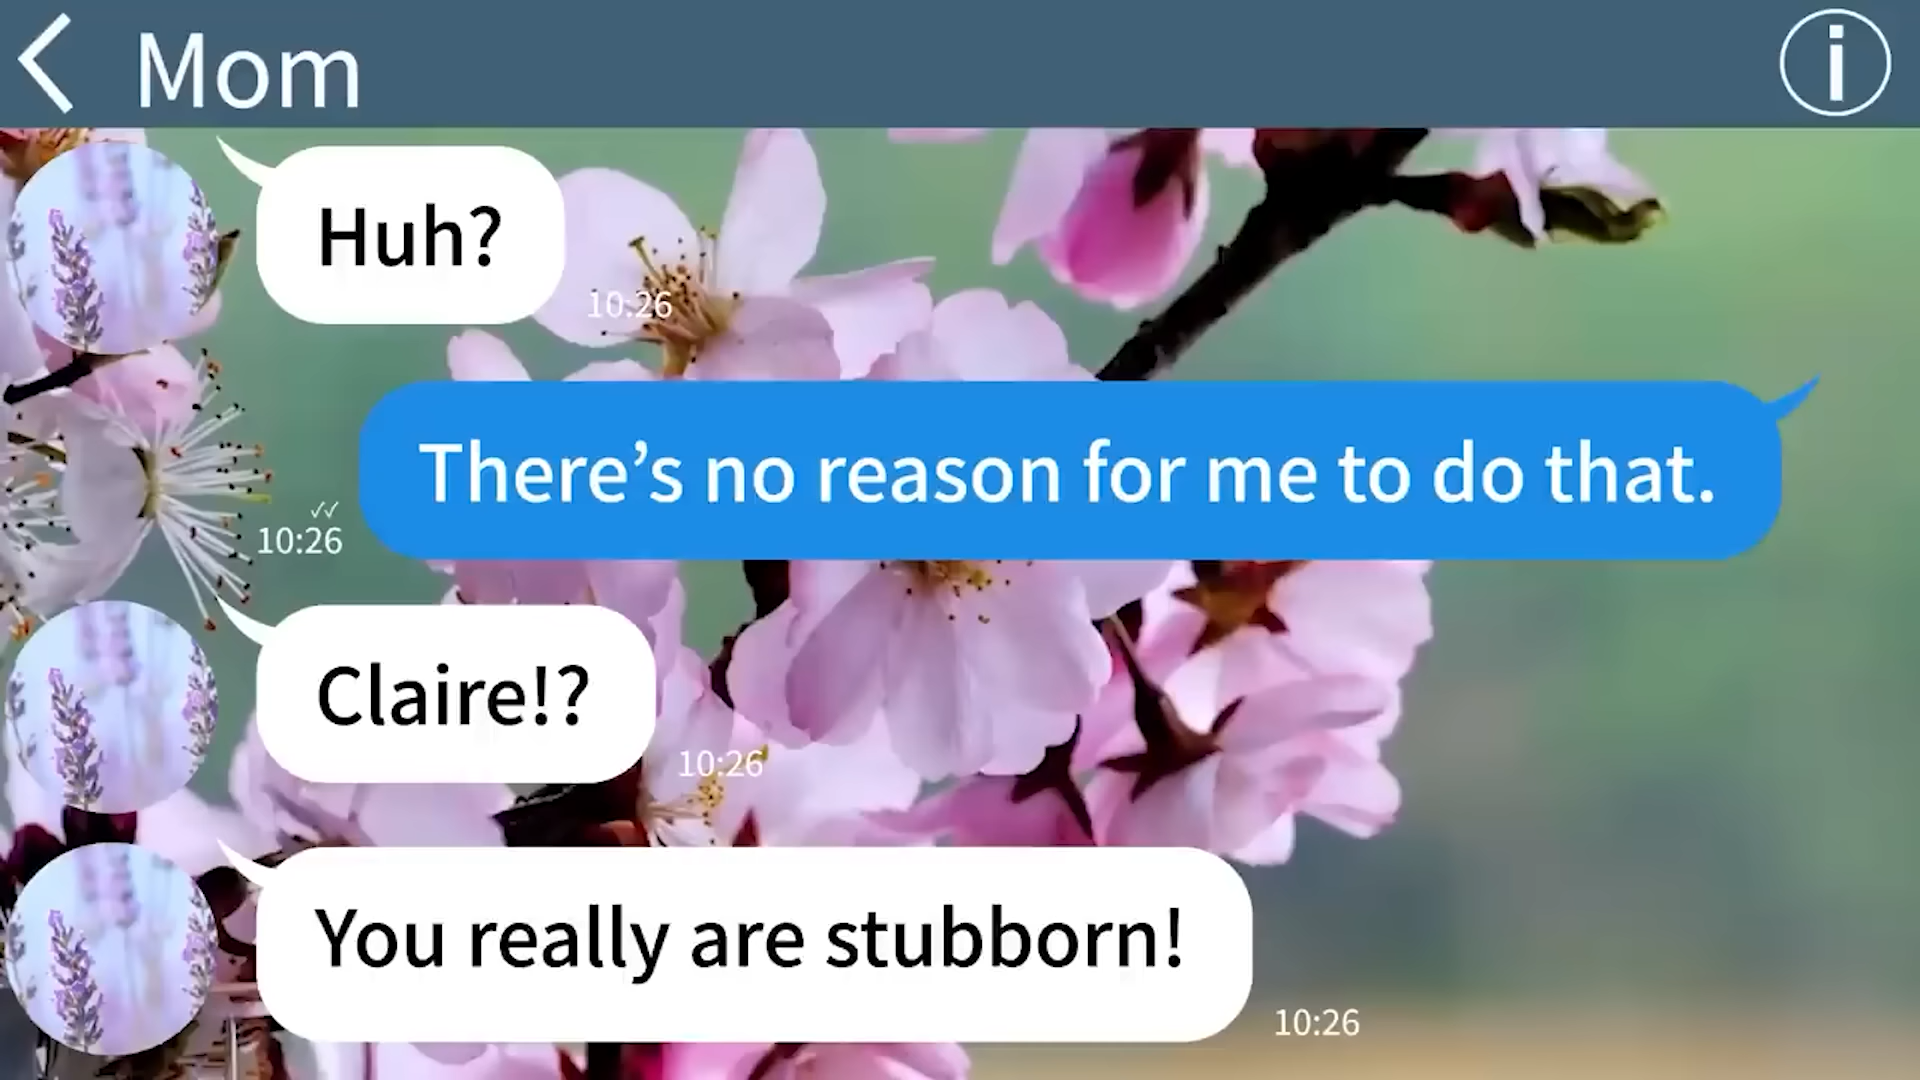 Mom
Huh?
10:26
There’s no reason for me to do that.
10:26
Claire!?
10:26
You really are stubborn!
10:26